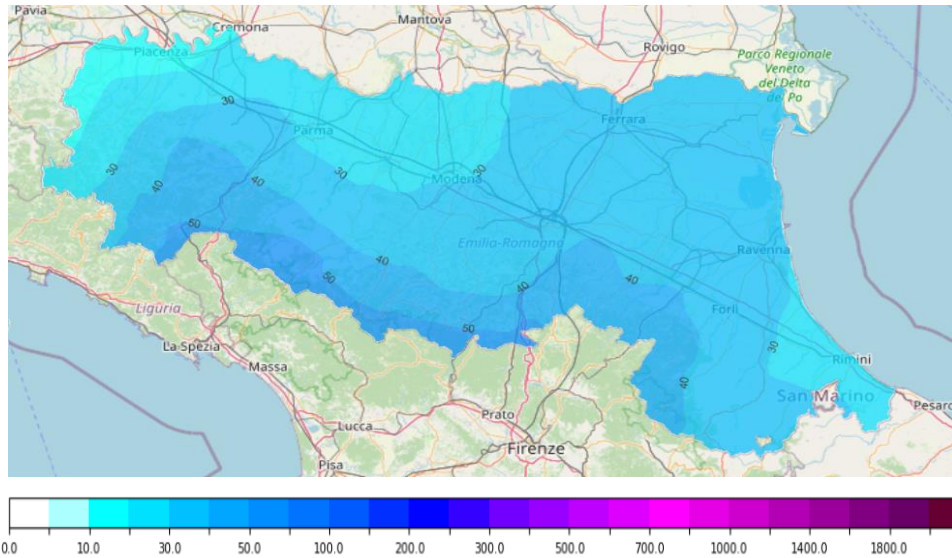 Pavia
Cremona
Mantova
Rovigo
Piacenza
Parco Regionale
Veneto
del Delta
del Po
30
Ferrara
Parma
30
30
30
Modena
40
40
50
Emilia-Romagna
Ravenna
40
50
40
40
Liguria
Forlì
50
30
La Spezia
Rimini
Massa
40
San Marino
Pesaro
Prato
Lucca
Firenze
Pisa
0.0 10.0 30.0 50.0 100.0 200.0 300.0 500.0 700.0 1000.0 1400.0 1800.0